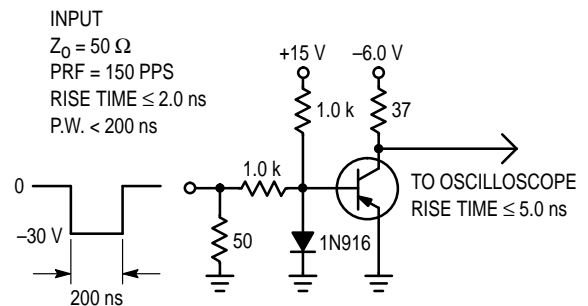 INPUT
Zo = 50 Ω
PRF = 150 PPS
RISE TIME ≤ 2.0 ns
P.W. < 200 ns
+15 V
–6.0 V
1.0 k
37
1.0 k
0
–30 V
50
1N916
TO OSCILLOSCOPE
RISE TIME ≤ 5.0 ns
200 ns